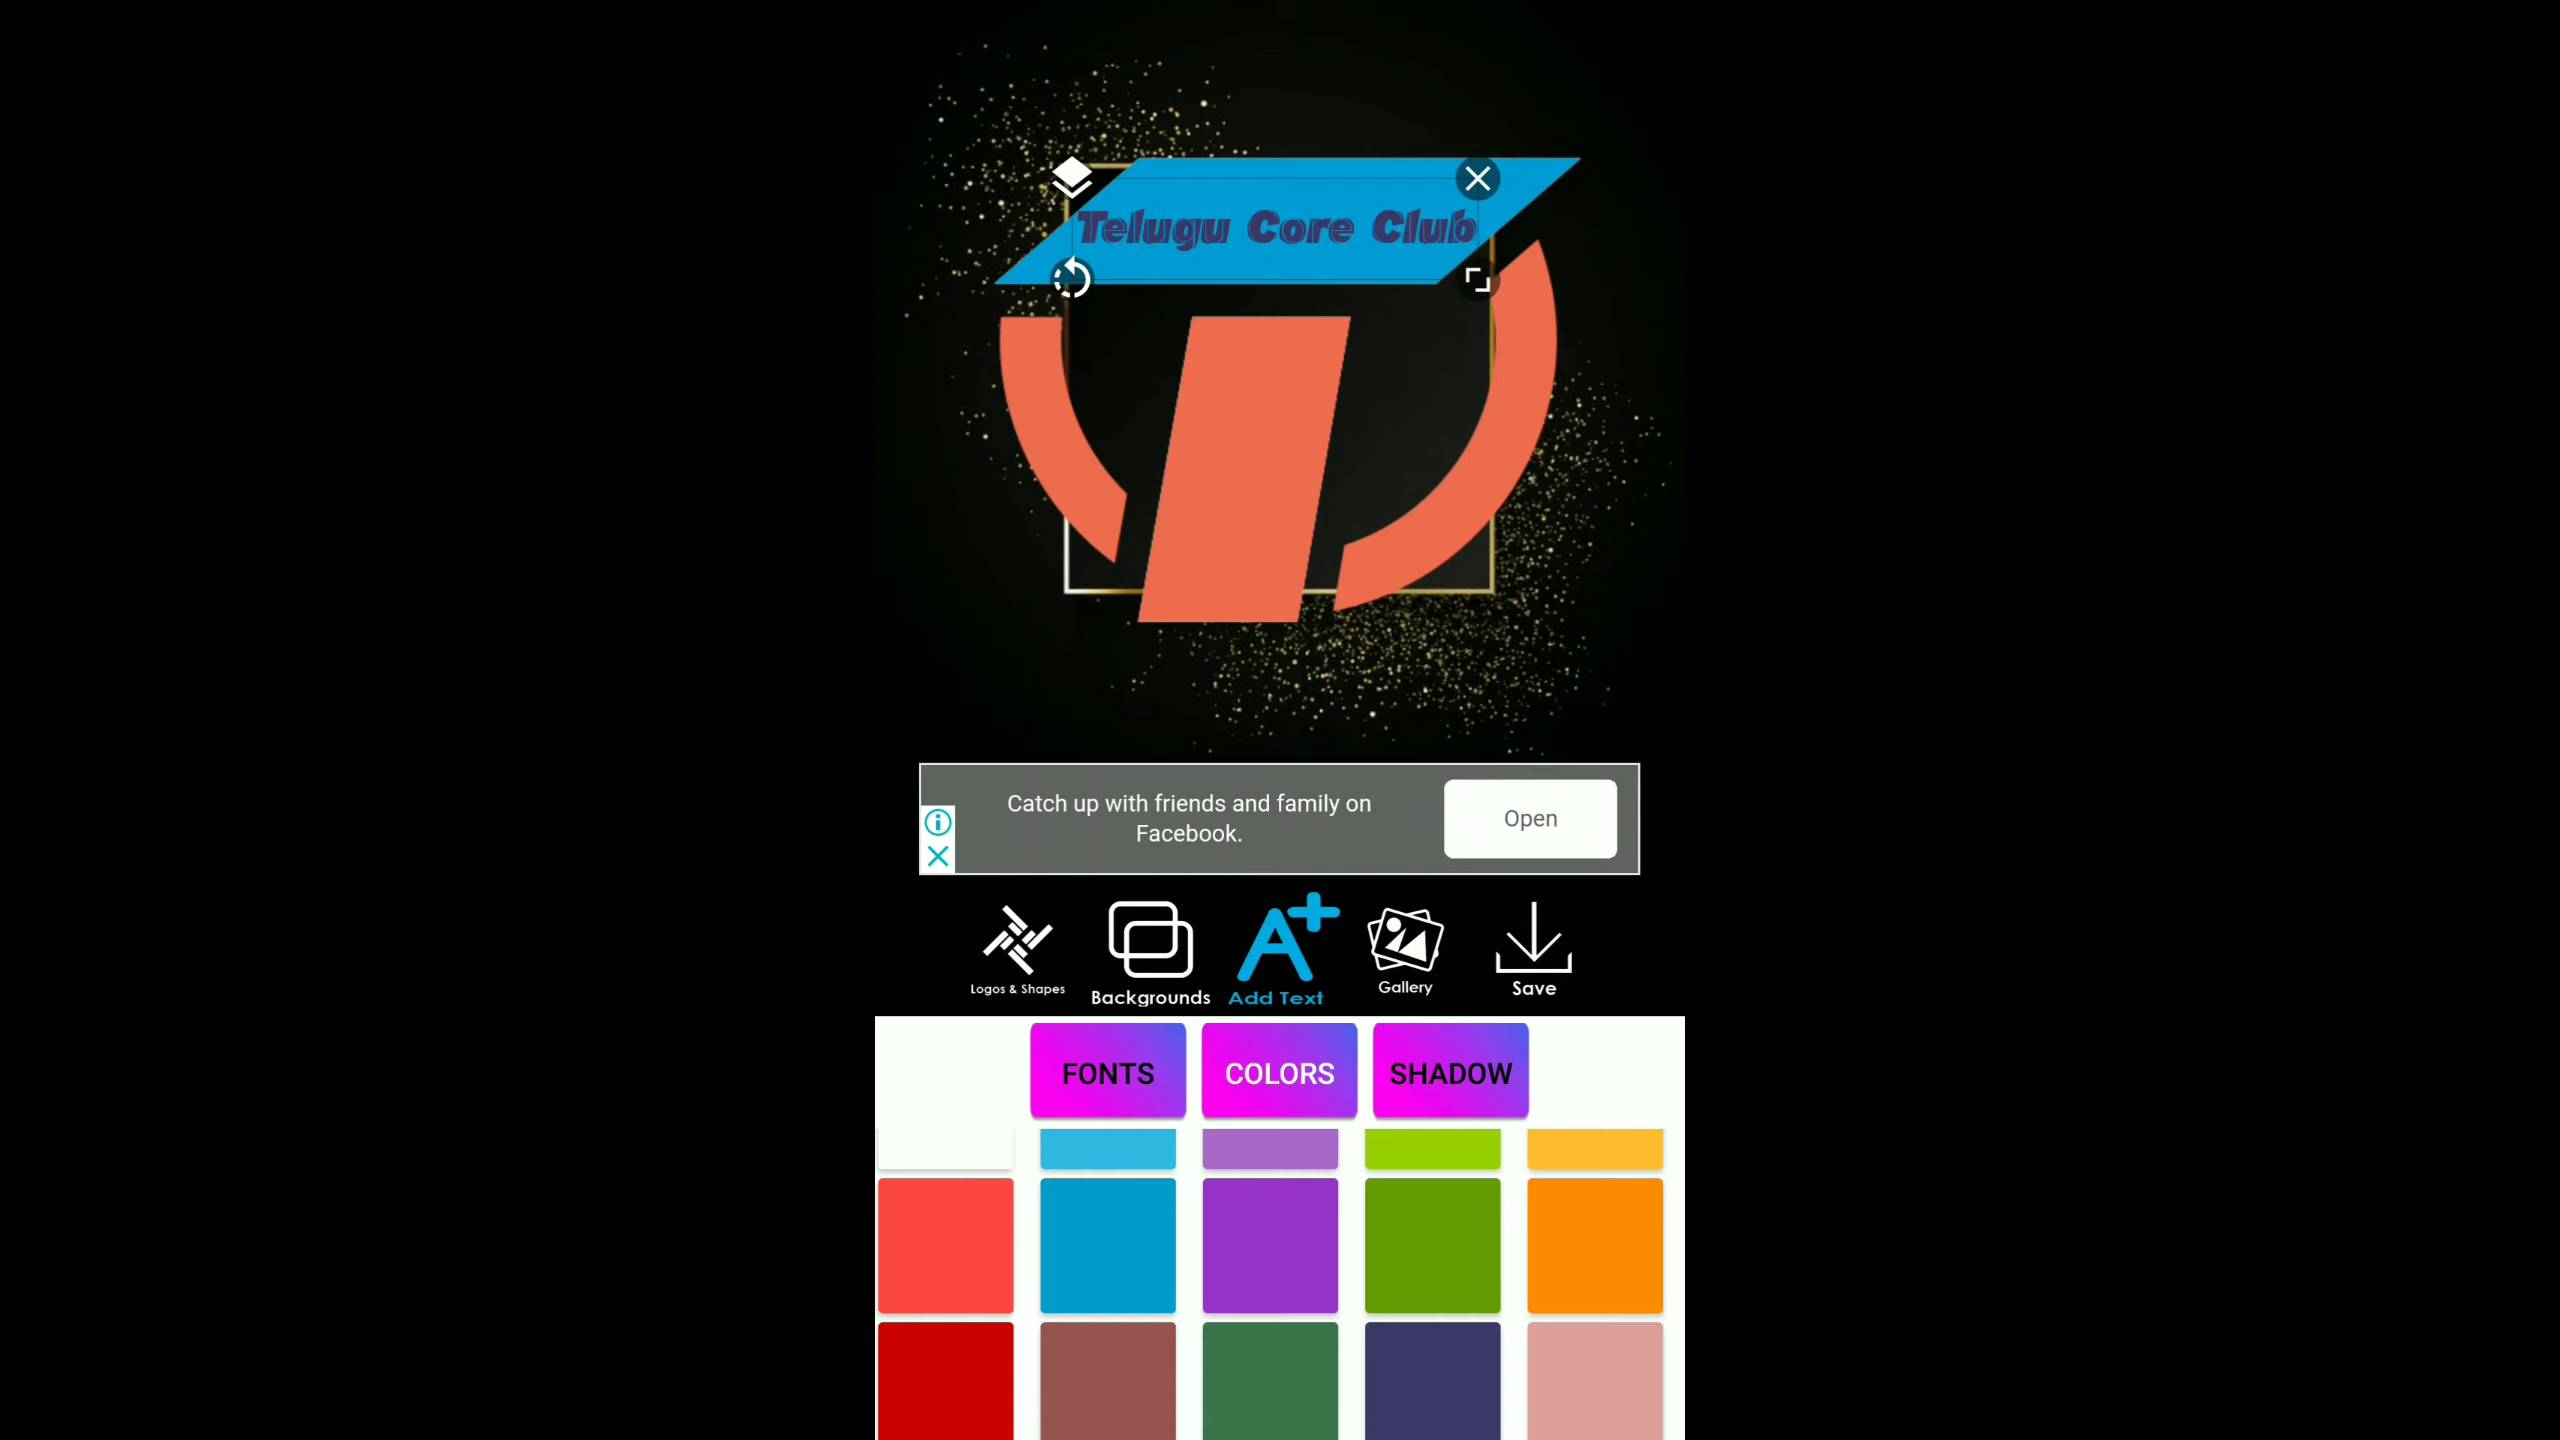 Telugu Core Club
Catch up with friends and family on
Facebook.
Open
Logos & Shapes
Backgrounds
Add Text
Gallery
Save
FONTS
COLORS
SHADOW